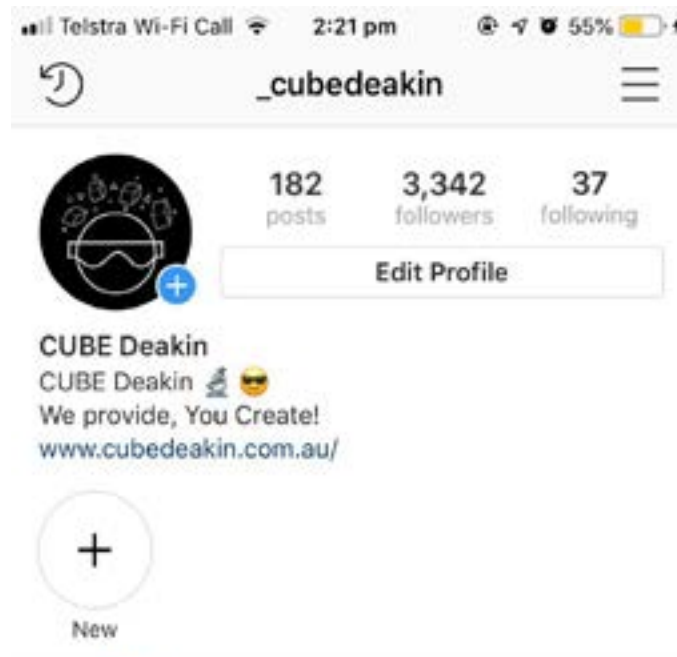 Telstra Wi-Fi Call 2:21 pm 55%
_cubedeakin
182 3,342 37
posts followers following
Edit Profile
CUBE Deakin
CUBE Deakin 🔬 😎
We provide, You Create!
www.cubedeakin.com.au/
New